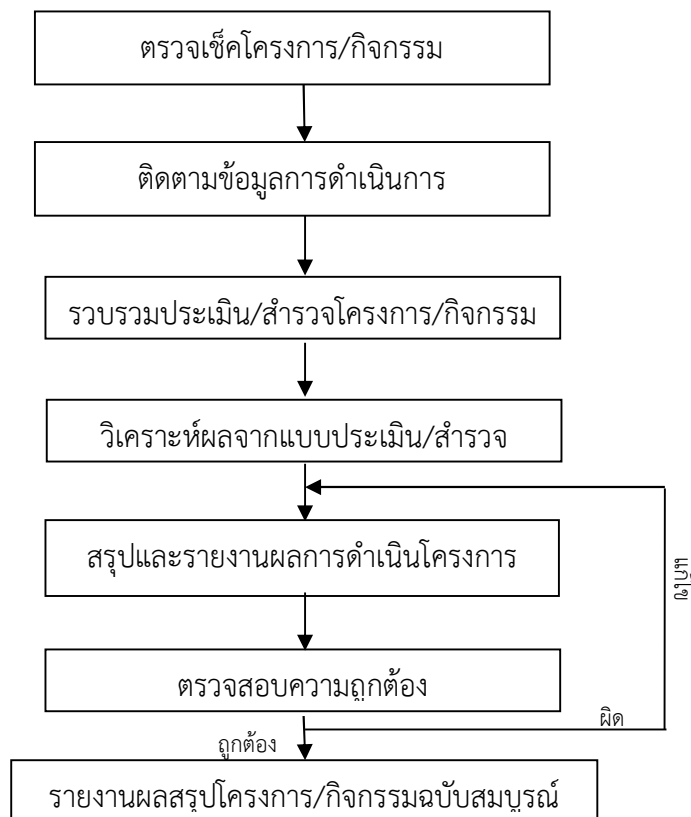 ตรวจเช็คโครงการ/กิจกรรม
ติดตามข้อมูลการดำเนินการ
รวบรวมประเมิน/สำรวจโครงการ/กิจกรรม
วิเคราะห์ผลจากแบบประเมิน/สำรวจ
สรุปและรายงานผลการดำเนินโครงการ
แก้ไข
ตรวจสอบความถูกต้อง
ผิด
ถูกต้อง
รายงานผลสรุปโครงการ/กิจกรรมฉบับสมบูรณ์